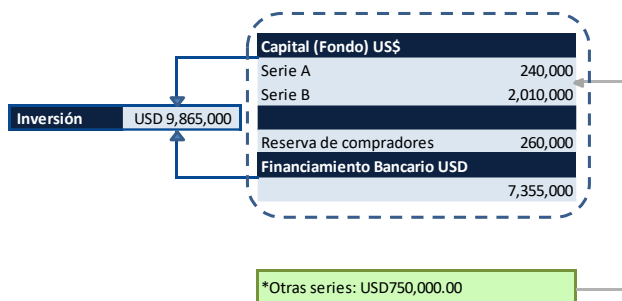 Capital (Fondo) US$
Serie A 240,000
Serie B 2,010,000
Inversión USD 9,865,000
Reserva de compradores 260,000
Financiamiento Bancario USD
7,355,000
*Otras series: USD750,000.00